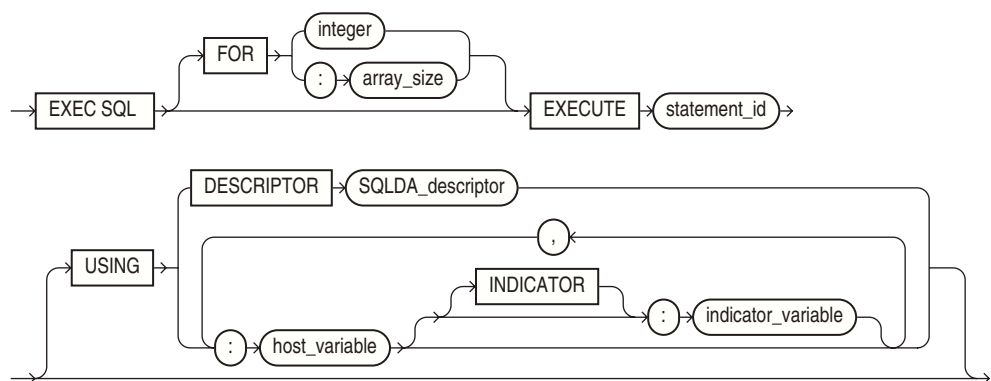 integer
FOR
: array_size
EXEC SQL EXECUTE statement_id
DESCRIPTOR SQLDA_descriptor
,
USING
INDICATOR
: host_variable : indicator_variable